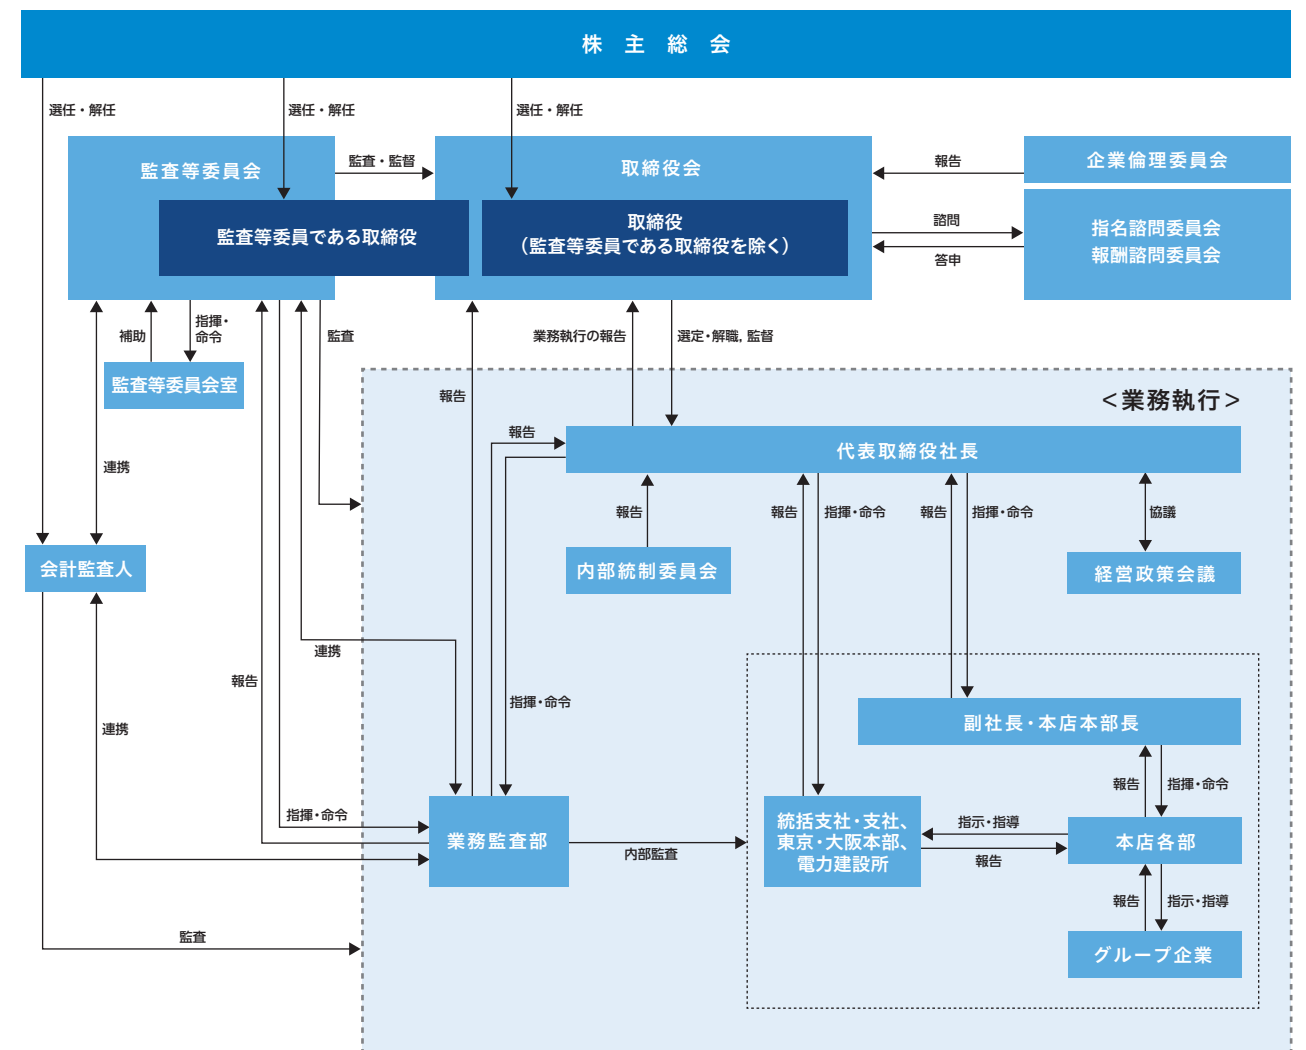 株主総会
選任・解任
選任・解任
選任・解任
監査等委員会
監査・監督
取締役会
報告
企業倫理委員会
監査等委員である取締役
取締役
（監査等委員である取締役を除く）
諮問
答申
指名諮問委員会
報酬諮問委員会
補助
指揮・
命令
監査
業務執行の報告
選定・解職, 監督
監査等委員会室
報告
＜業務執行＞
報告
代表取締役社長
連携
報告
報告
指揮・命令
報告
指揮・命令
協議
会計監査人
内部統制委員会
経営政策会議
連携
報告
指揮・命令
連携
副社長・本店本部長
報告
指揮・命令
指揮・命令
業務監査部
内部監査
統括支社・支社、
東京・大阪本部、
電力建設所
指示・指導
報告
本店各部
報告
指示・指導
監査
グループ企業